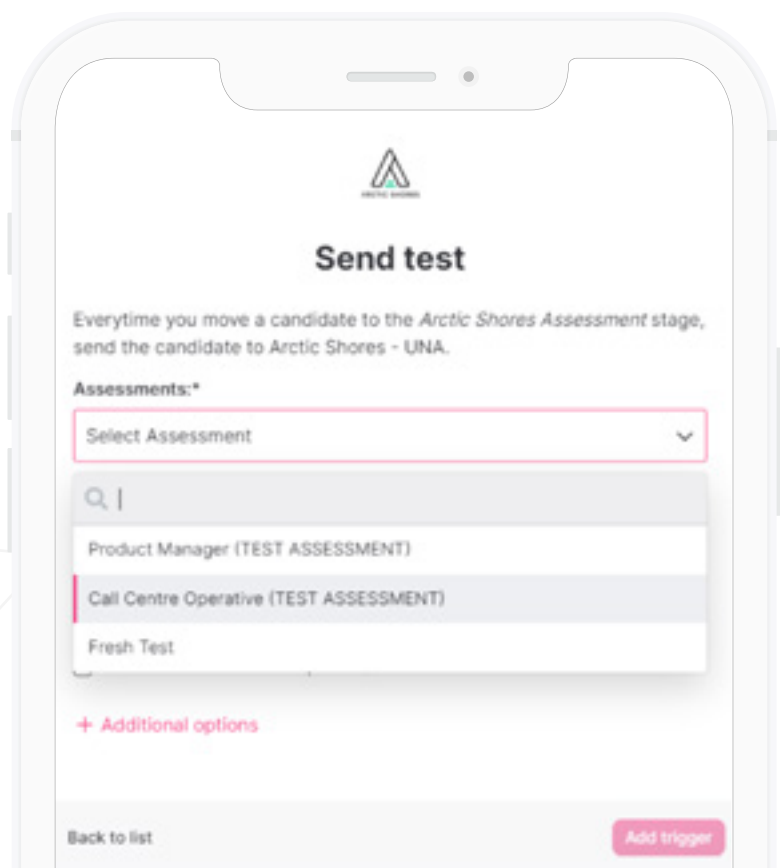 ARCTIC SHORES
Send test
Everytime you move a candidate to the Arctic Shores Assessment stage,
send the candidate to Arctic Shores - UNA.
Assessments:*
Select Assessment
Product Manager (TEST ASSESSMENT)
Call Centre Operative (TEST ASSESSMENT)
Fresh Test
+ Additional options
Back to list
Add trigger